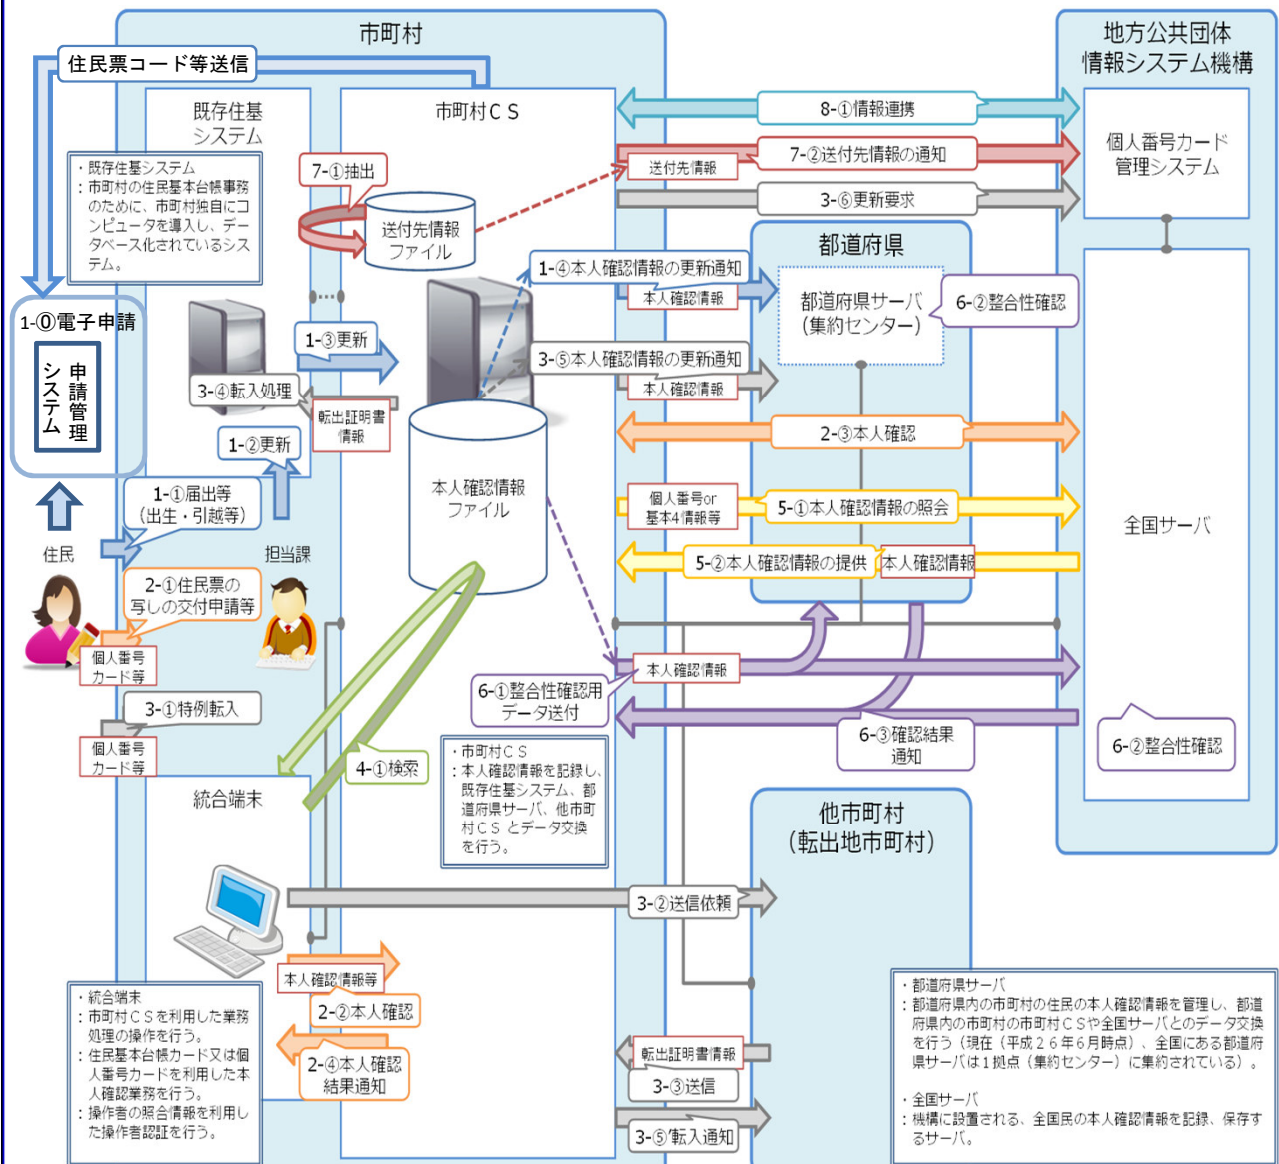 市町村
地方公共団体
情報システム機構
住民票コード等送信
既存住基
システム
市町村ＣＳ
8-①情報連携
個人番号カード
管理システム
・既存住基システム
：市町村の住民基本台帳事務
のために、市町村独自にコ
ンピュータを導入し、デー
タベース化されているシス
テム。
7-①抽出
送付先情報
ファイル
送付先情報
7-②送付先情報の通知
3-⑥更新要求
都道府県
1-④本人確認情報の更新通知
本人確認情報
都道府県サーバ
（集約センター）
6-②整合性確認
1-⓪電子申請
申請管理
システム
1-③更新
3-⑤本人確認情報の更新通知
本人確認情報
3-④転入処理
転出証明書
情報
1-②更新
2-③本人確認
本人確認情報
ファイル
1-①届出等
（出生・引越等）
個人番号or
基本4情報等
5-①本人確認情報の照会
全国サーバ
住民
担当課
5-②本人確認情報の提供
本人確認情報
2-①住民票の
写しの交付申請等
個人番号
カード等
本人確認情報
6-①整合性確認用
データ送付
3-①特例転入
個人番号
カード等
6-③確認結果
通知
6-②整合性確認
4-①検索
・市町村ＣＳ
：本人確認情報を記録し、
既存住基システム、都
道府県サーバ、他市町
村ＣＳ とデータ交換
を行う。
統合端末
他市町村
（転出地市町村）
3-②送信依頼
本人確認情報等
2-②本人確認
・統合端末
：市町村ＣＳを利用した業務
処理の操作を行う。
：住民基本台帳カード又は個
人番号カードを利用した本
人確認業務を行う。
：操作者の照合情報を利用し
た操作者認証を行う。
2-④本人確認
結果通知
転出証明書情報
3-③送信
3-⑤’転入通知
・都道府県サーバ
：都道府県内の市町村の住民の本人確認情報を管理し、都道
府県内の市町村の市町村ＣＳや全国サーバとのデータ交換
を行う（現在（平成２６年６月時点）、全国にある都道府
県サーバは１拠点（集約センター）に集約されている）。
・全国サーバ
：機構に設置される、全国民の本人確認情報を記録、保存す
るサーバ。